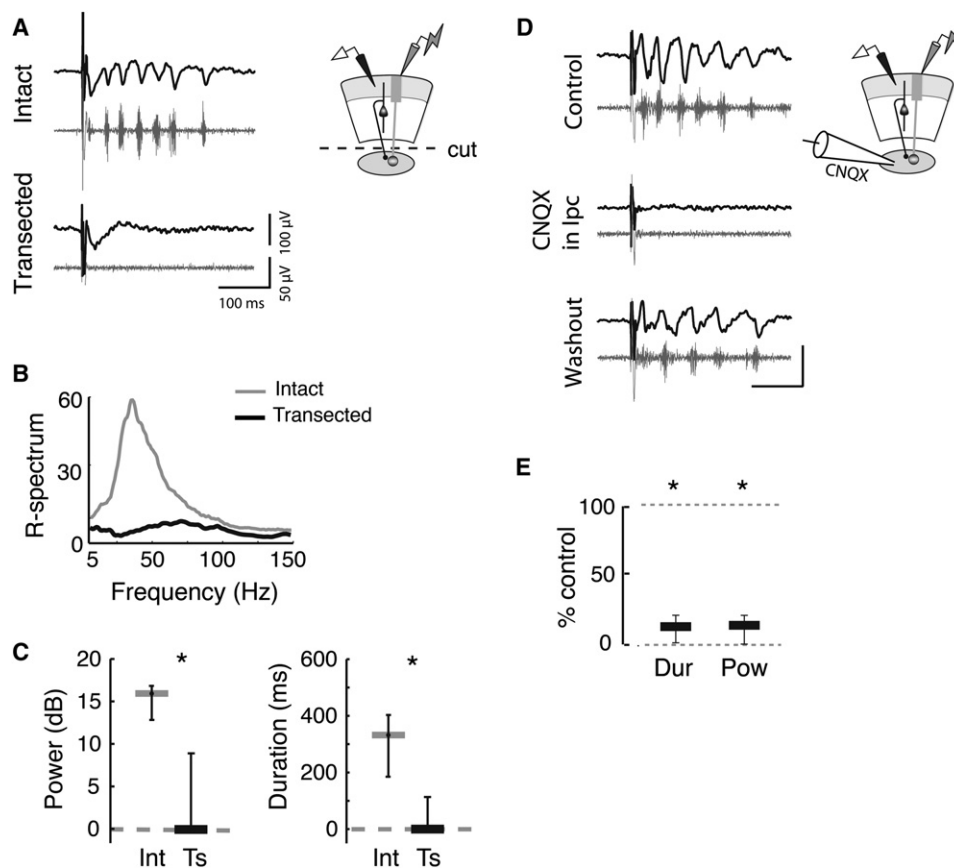 A
Intact
cut
Transected
100 µV
50 µV
100 ms
B
60
30
0
R-spectrum
Intact
Transected
5 50 100 150
Frequency (Hz)
C
20
15
10
5
0
Power (dB)
*
Int Ts
600
400
200
0
Duration (ms)
*
Int Ts
D
Control
CNQX
CNQX
in Ipc
Washout
E
* *
100
50
0
% control
Dur Pow